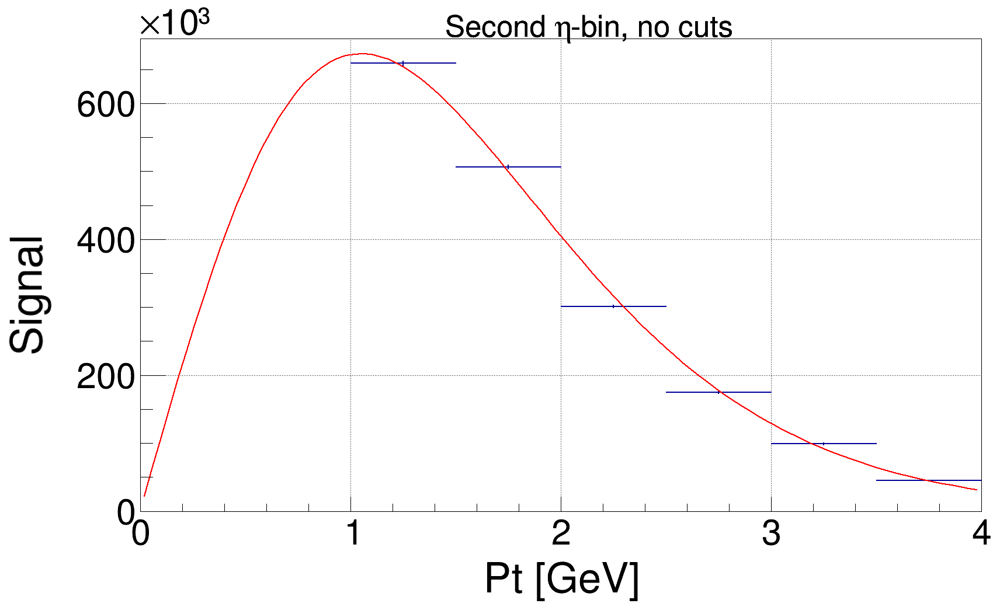 ×10³
Second η-bin, no cuts
600
400
200
0
0 1 2 3 4
Signal
Pt [GeV]